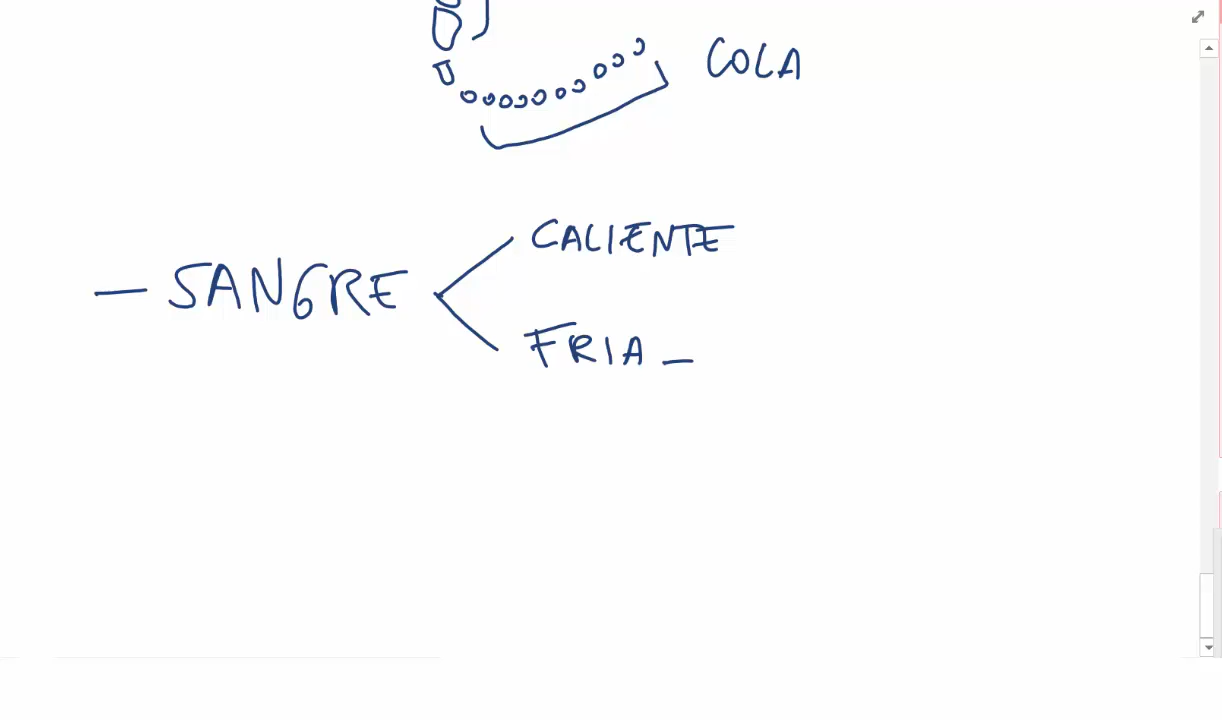 COLA
CALIENTE
— SANGRE
FRIA —